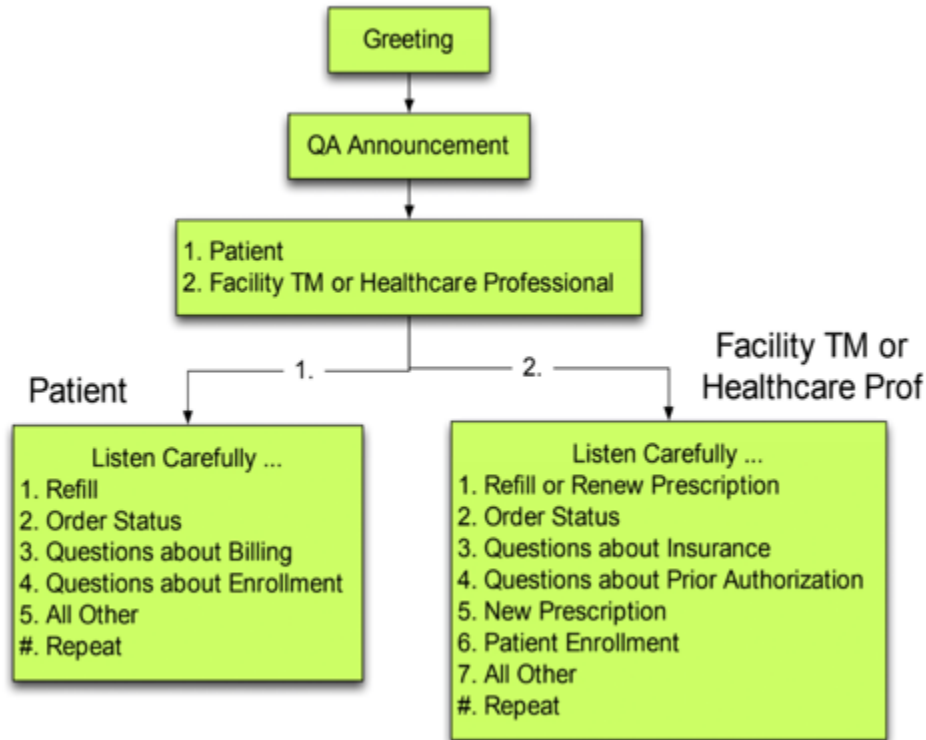 Greeting
QA Announcement
1. Patient
2. Facility TM or Healthcare Professional
1.
2.
Patient
Facility TM or
Healthcare Prof
Listen Carefully ...
1. Refill
2. Order Status
3. Questions about Billing
4. Questions about Enrollment
5. All Other
#. Repeat
Listen Carefully ...
1. Refill or Renew Prescription
2. Order Status
3. Questions about Insurance
4. Questions about Prior Authorization
5. New Prescription
6. Patient Enrollment
7. All Other
#. Repeat